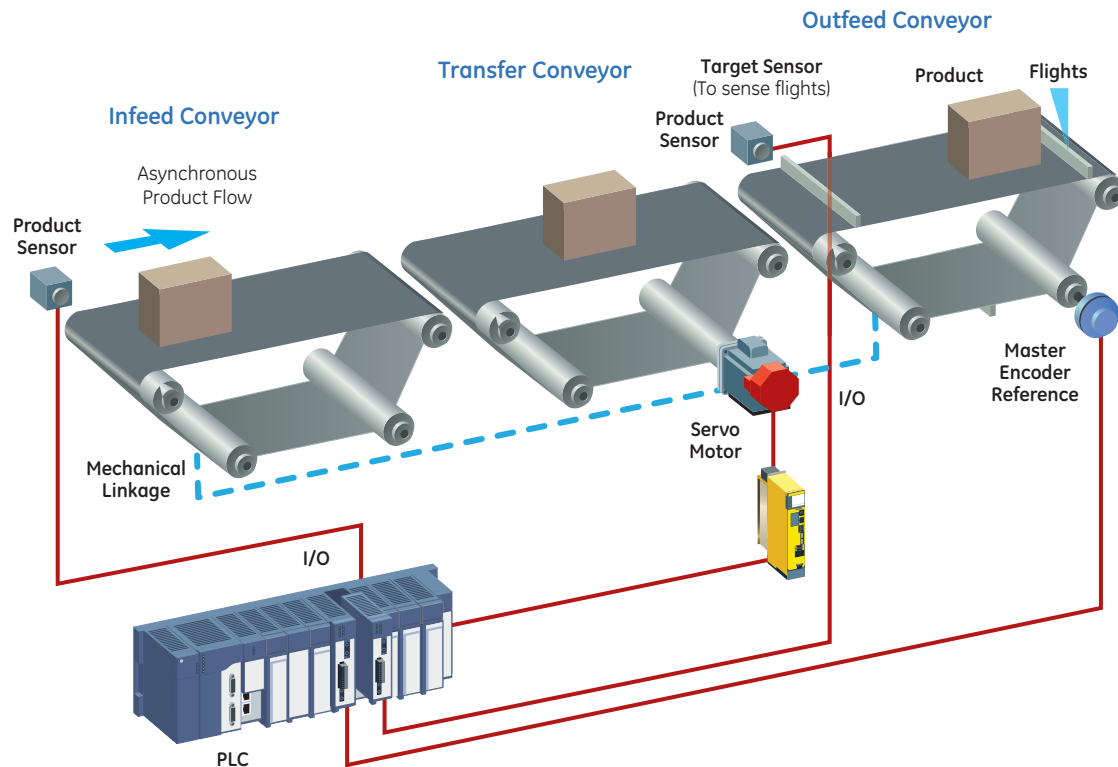 Outfeed Conveyor
Transfer Conveyor
Target Sensor
(To sense flights)
Product
Flights
Infeed Conveyor
Product
Sensor
Asynchronous
Product Flow
Product
Sensor
Master
Encoder
Reference
I/O
Servo
Motor
Mechanical
Linkage
I/O
PLC